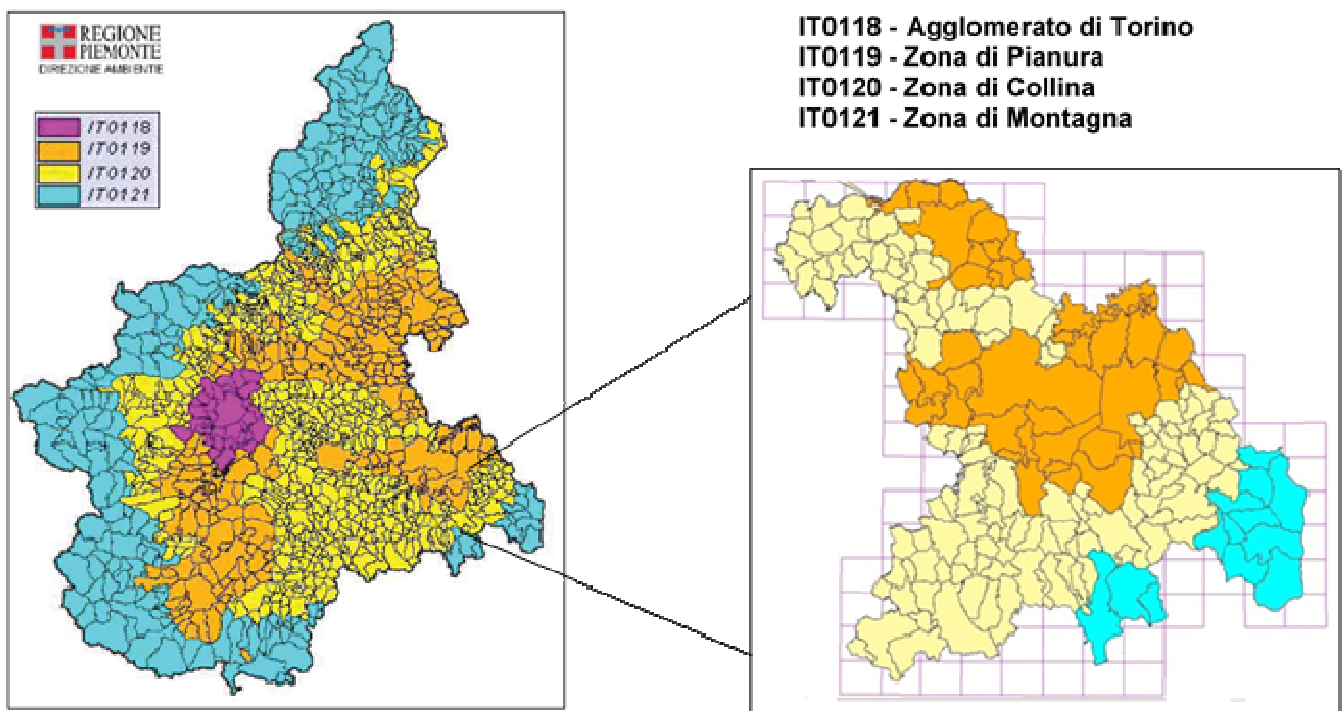 REGIONE
PIEMONTE
DIREZIONE AMBIENTE
IT0118
IT0119
IT0120
IT0121
IT0118 - Agglomerato di Torino
IT0119 - Zona di Pianura
IT0120 - Zona di Collina
IT0121 - Zona di Montagna